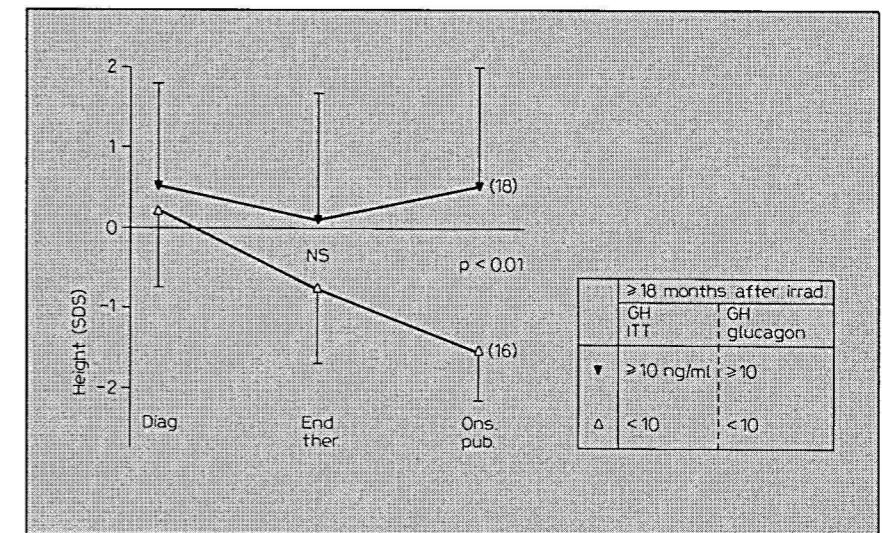 2
1
0
-1
-2
Height (SDS)
(18)
NS
p < 0.01
(16)
Diag.
End
ther.
Ons.
pub.
≥ 18 months after irrad.
GH
ITT
GH
glucagon
▼ ≥ 10 ng/ml ≥ 10
△ < 10 < 10